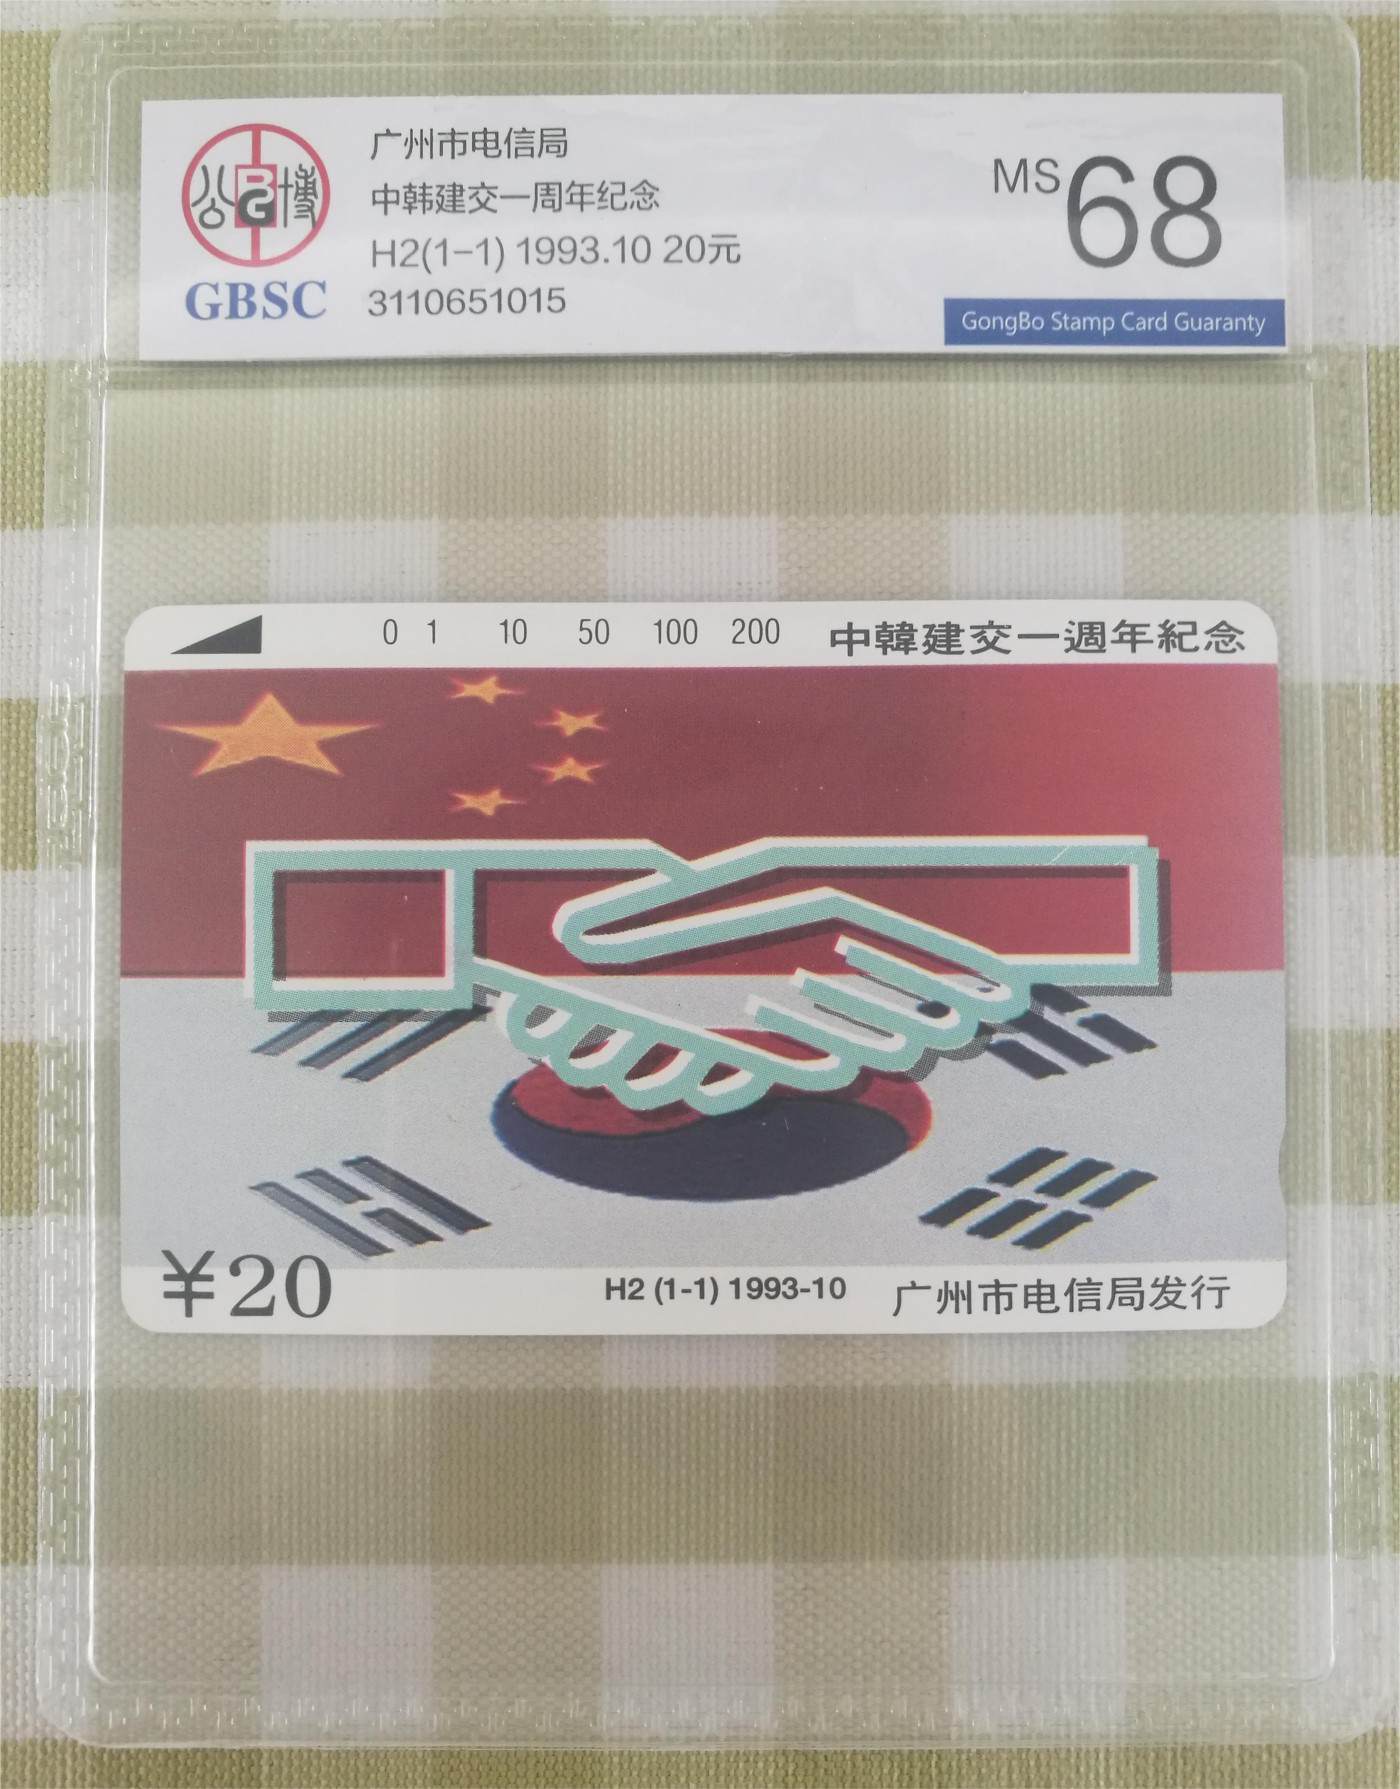 公博
BG
GBSC
广州市电信局
中韩建交一周年纪念
H2(1-1) 1993.10 20元
3110651015
MS 68
GongBo Stamp Card Guaranty
0 1 10 50 100 200 中韓建交一週年紀念
¥20 H2 (1-1) 1993-10 广州市电信局发行